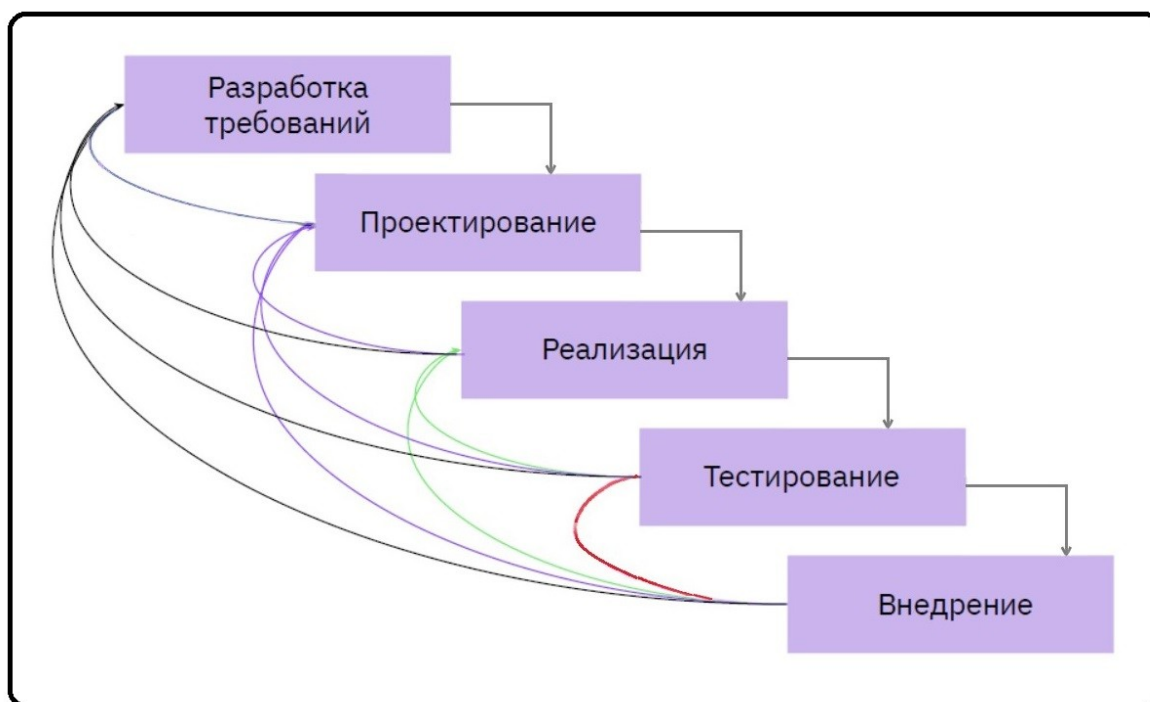 Разработка
требований
Проектирование
Реализация
Тестирование
Внедрение